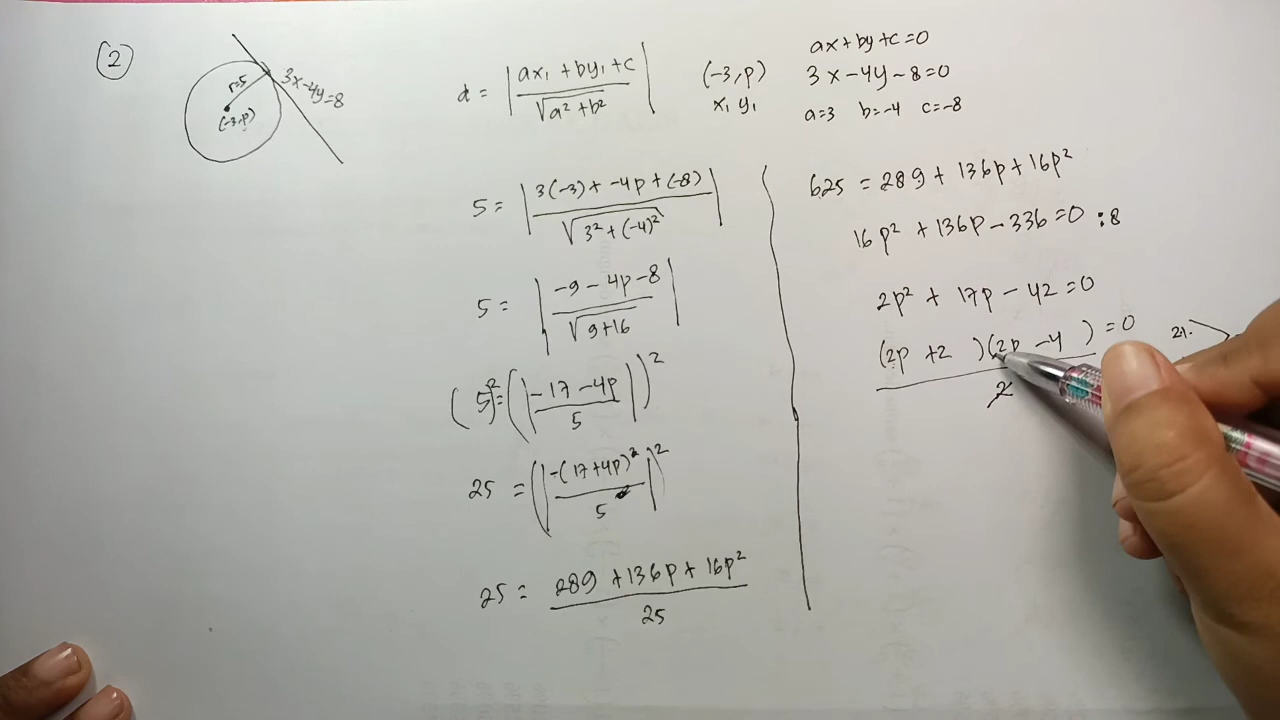 (2)
r=5
3x-4y=8
(-3,p)
d = |ax₁ + by₁ + c / √a² + b²|
(-3, p)
x₁ y₁
ax+by+c=0
3x-4y-8=0
a=3 b=-4 c=-8
5 = |3(-3) + -4p + (-8) / √3² + (-4)²|
5 = |-9 - 4p - 8 / √9+16|
(5)² = (|-17 - 4p / 5|)²
25 = (|-(17+4p)² / 5|)²
25 = 289 + 136p + 16p² / 25
625 = 289 + 136p + 16p²
16p² + 136p - 336 = 0 :8
2p² + 17p - 42 = 0
(2p +2 )(2p -4 ) = 0
2
21.